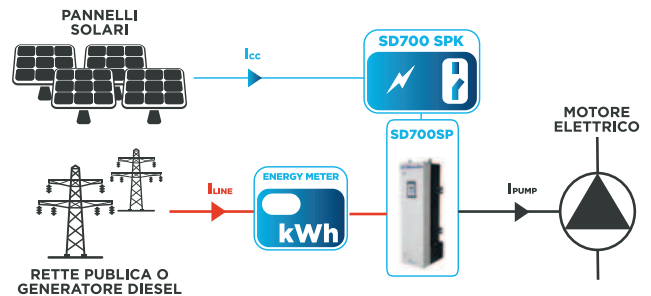 PANNELLI
SOLARI
Icc
SD700 SPK
SD700SP
MOTORE
ELETTRICO
ILINE
ENERGY METER
kWh
IPUMP
RETTE PUBLICA O
GENERATORE DIESEL